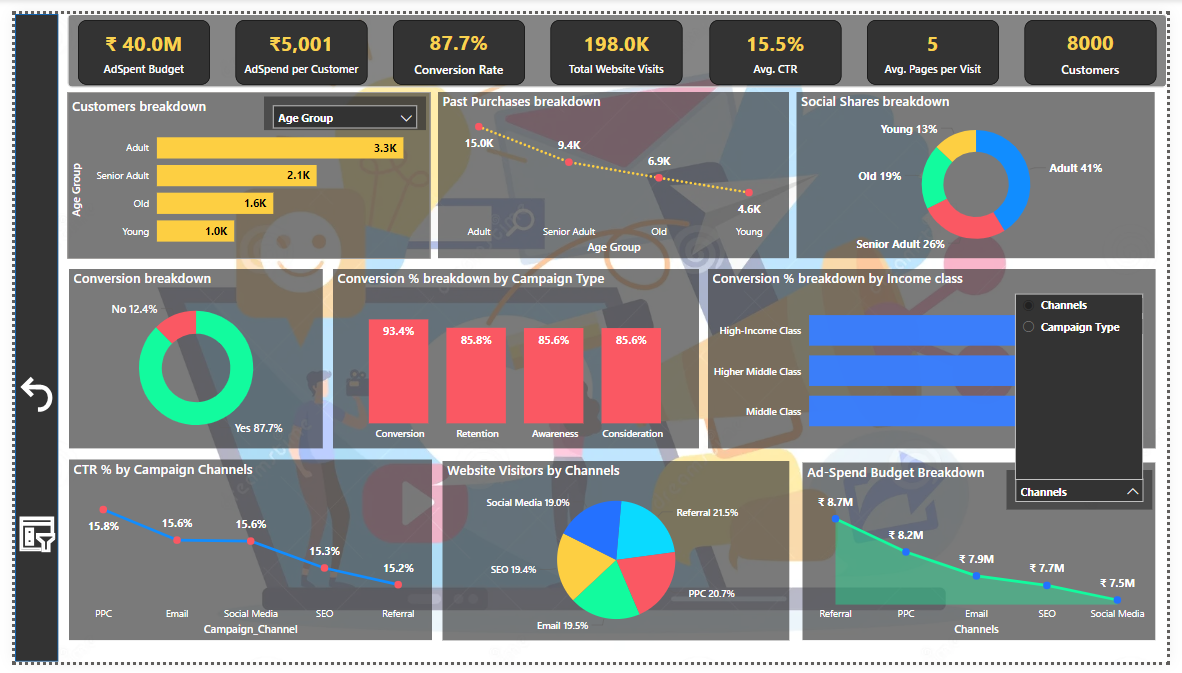 ₹ 40.0M
AdSpent Budget
₹5,001
AdSpend per Customer
87.7%
Conversion Rate
198.0K
Total Website Visits
15.5%
Avg. CTR
5
Avg. Pages per Visit
8000
Customers
Customers breakdown
Age Group
Age Group
Adult
3.3K
Senior Adult
2.1K
Old
1.6K
Young
1.0K
Past Purchases breakdown
15.0K
9.4K
6.9K
4.6K
Adult
Senior Adult
Old
Young
Age Group
Social Shares breakdown
Young 13%
Adult 41%
Old 19%
Senior Adult 26%
Conversion breakdown
No 12.4%
Yes 87.7%
Conversion % breakdown by Campaign Type
93.4%
85.8%
85.6%
85.6%
Conversion
Retention
Awareness
Consideration
Conversion % breakdown by Income class
High-Income Class
Higher Middle Class
Middle Class
Channels
Campaign Type
Channels
CTR % by Campaign Channels
15.8%
15.6%
15.6%
15.3%
15.2%
PPC
Email
Social Media
SEO
Referral
Campaign_Channel
Website Visitors by Channels
Social Media 19.0%
Referral 21.5%
SEO 19.4%
PPC 20.7%
Email 19.5%
Ad-Spend Budget Breakdown
₹ 8.7M
₹ 8.2M
₹ 7.9M
₹ 7.7M
₹ 7.5M
Referral
PPC
Email
SEO
Social Media
Channels